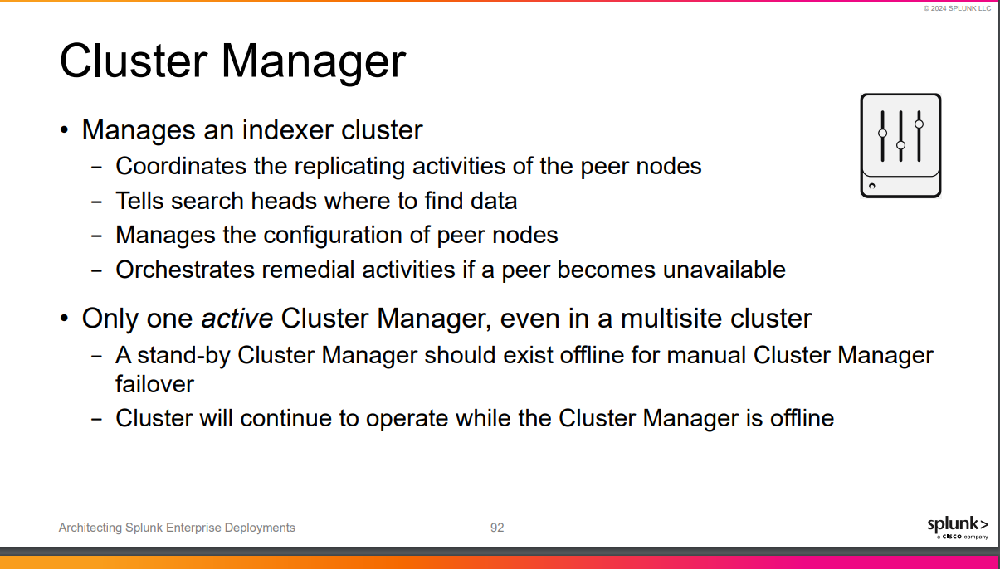 © 2024 SPLUNK LLC
Cluster Manager
• Manages an indexer cluster
– Coordinates the replicating activities of the peer nodes
– Tells search heads where to find data
– Manages the configuration of peer nodes
– Orchestrates remedial activities if a peer becomes unavailable
• Only one active Cluster Manager, even in a multisite cluster
– A stand-by Cluster Manager should exist offline for manual Cluster Manager
failover
– Cluster will continue to operate while the Cluster Manager is offline
Architecting Splunk Enterprise Deployments
92
splunk>
a CISCO company